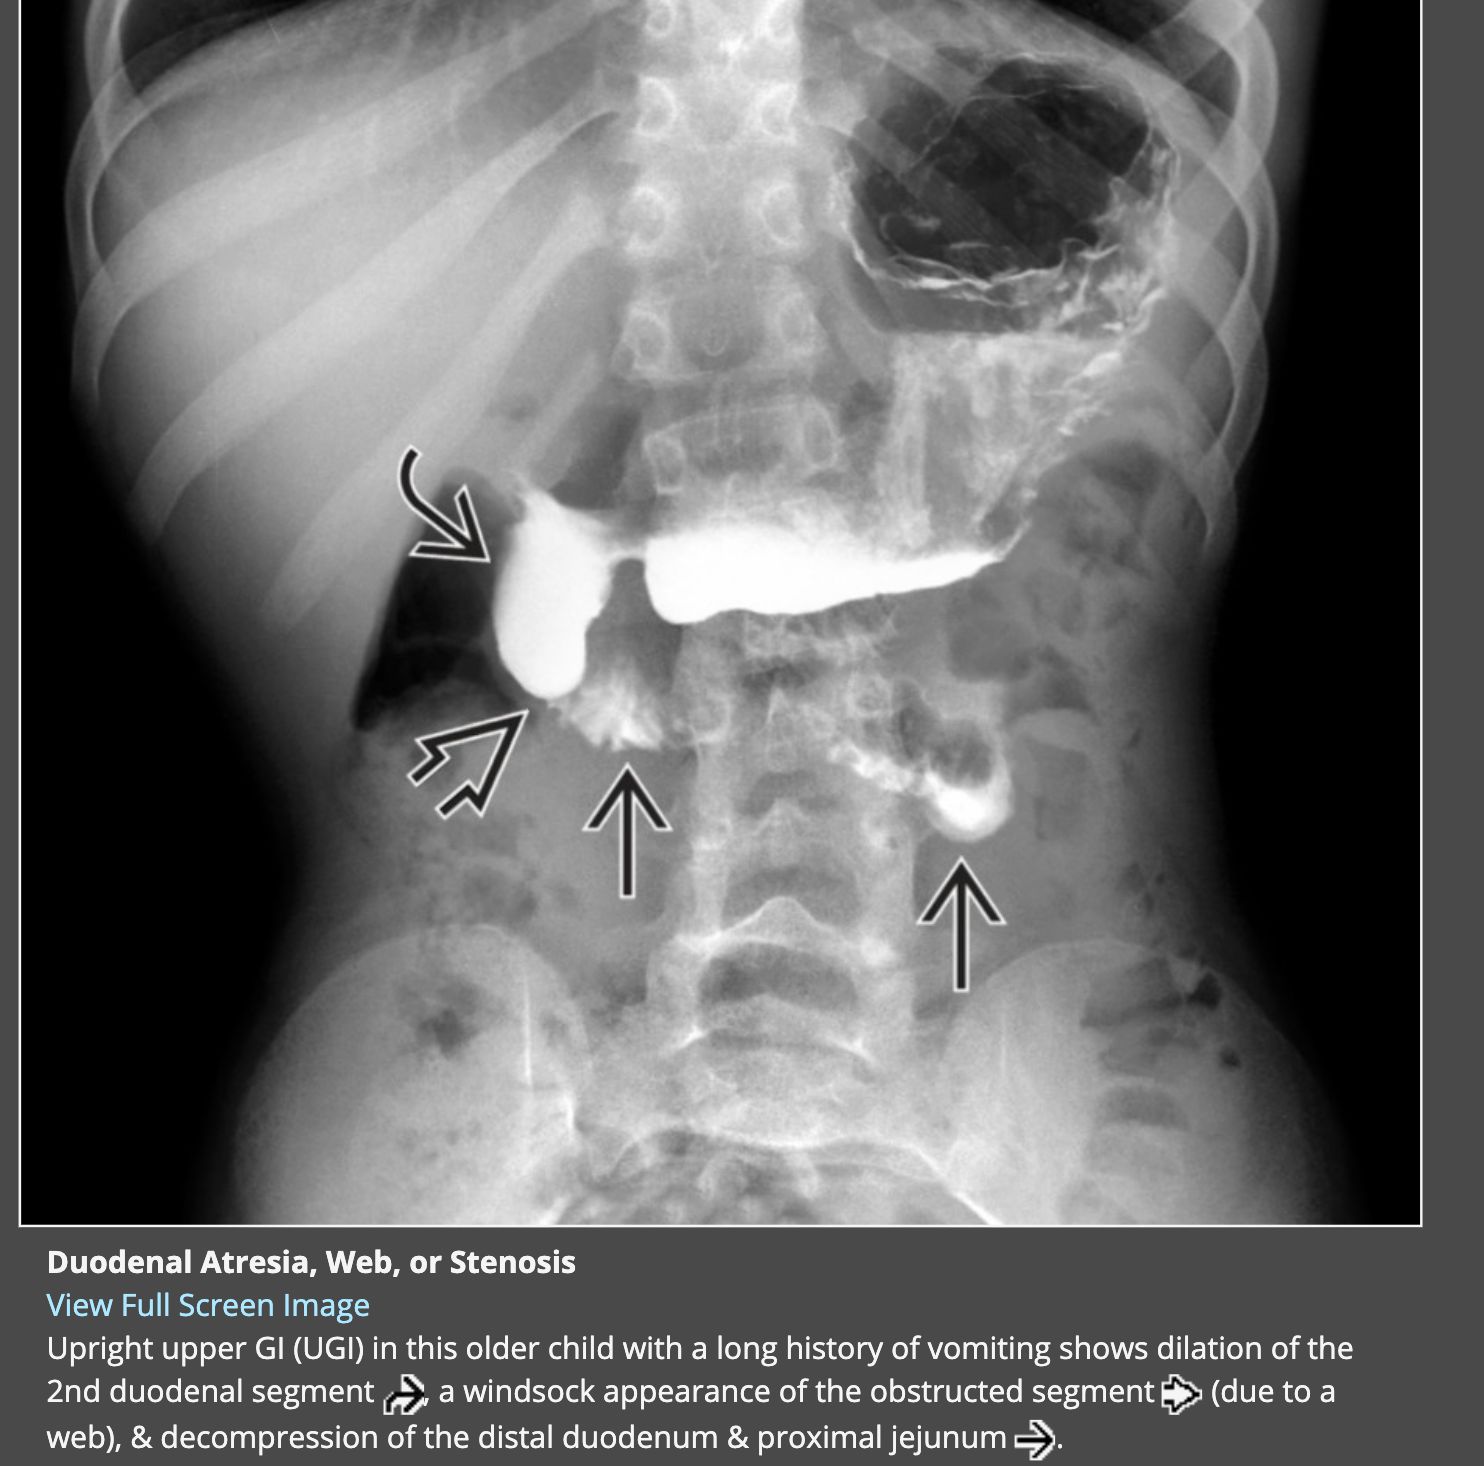 Duodenal Atresia, Web, or Stenosis
View Full Screen Image
Upright upper GI (UGI) in this older child with a long history of vomiting shows dilation of the
2nd duodenal segment , a windsock appearance of the obstructed segment (due to a
web), & decompression of the distal duodenum & proximal jejunum .